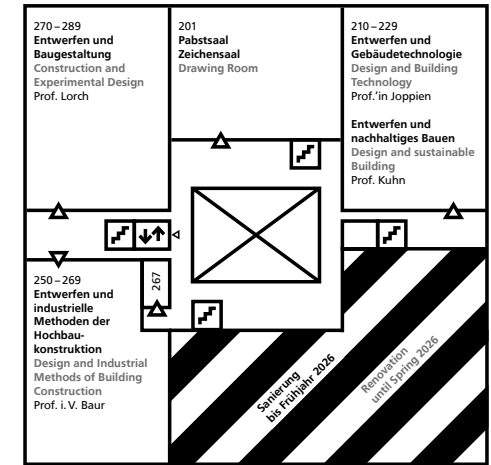 270 – 289
Entwerfen und
Baugestaltung
Construction and
Experimental Design
Prof. Lorch
201
Pabstsaal
Zeichensaal
Drawing Room
210 – 229
Entwerfen und
Gebäudetechnologie
Design and Building
Technology
Prof.'in Joppien
Entwerfen und
nachhaltiges Bauen
Design and sustainable
Building
Prof. Kuhn
267
250 – 269
Entwerfen und
industrielle
Methoden der
Hochbau-
konstruktion
Design and Industrial
Methods of Building
Construction
Prof. i. V. Baur
Sanierung
bis Frühjahr 2026
Renovation
until Spring 2026